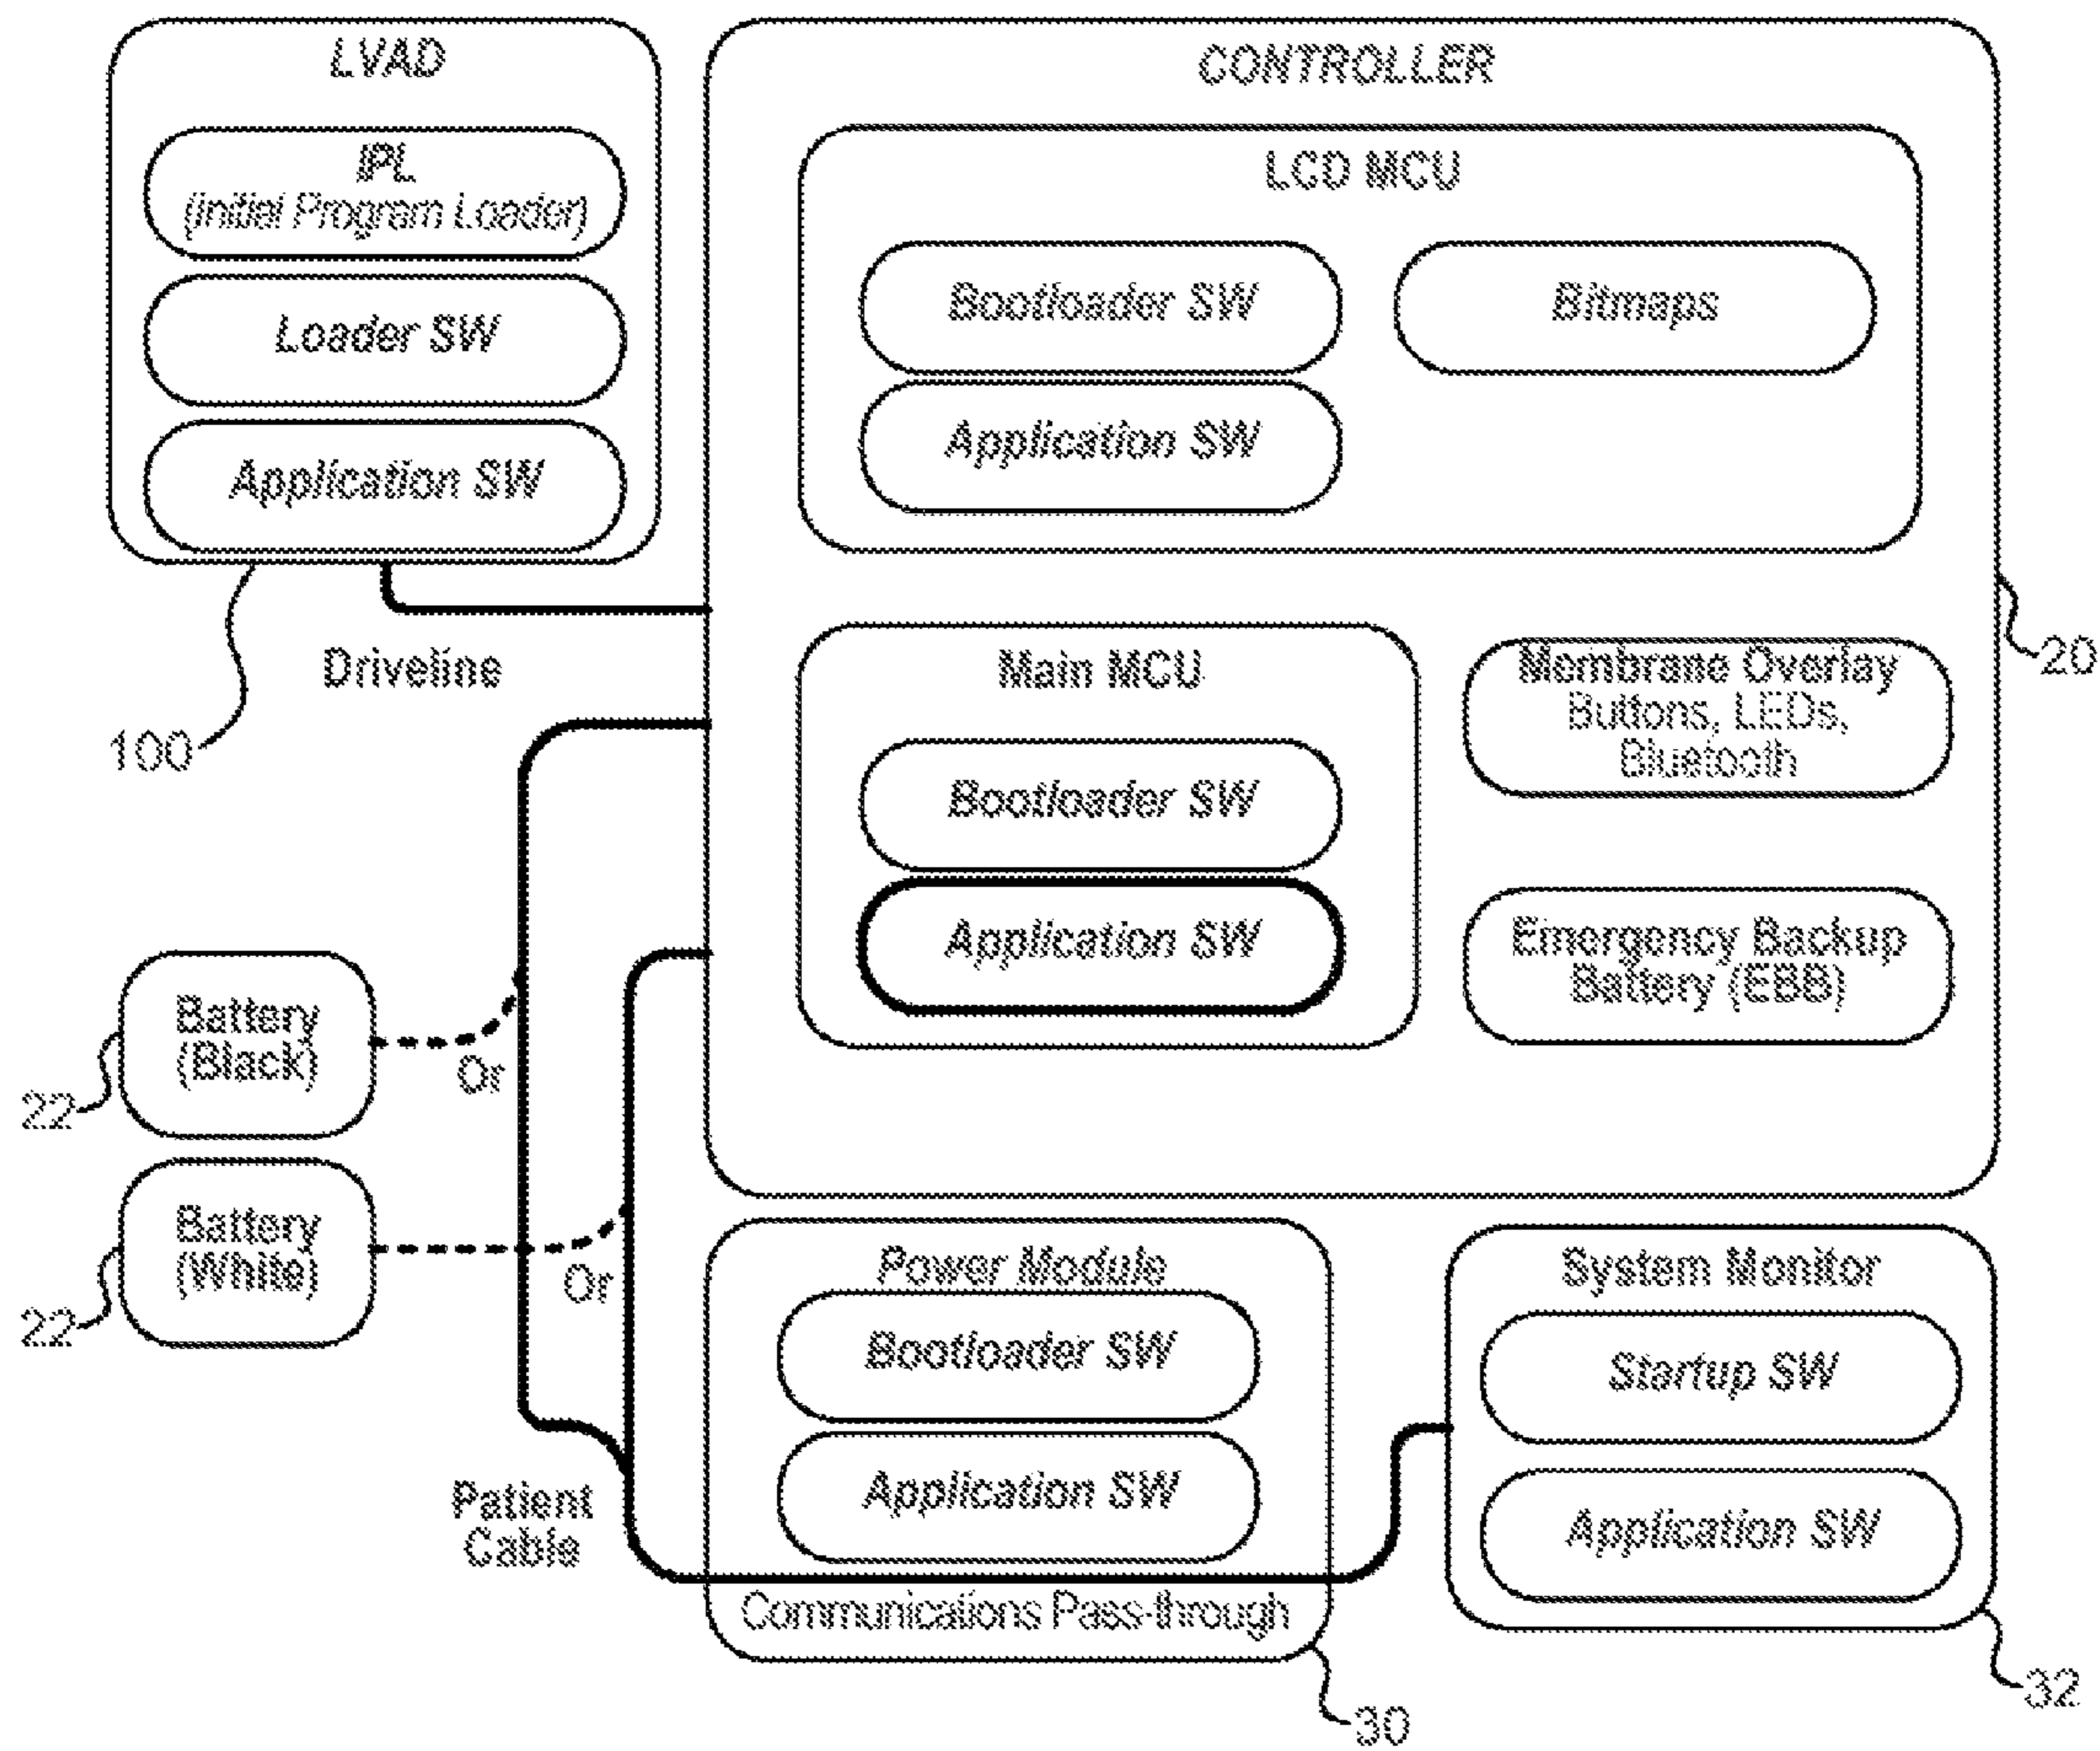 LVAD
IPL
(Initial Program Loader)
Loader SW
Application SW
100
Driveline
CONTROLLER
LCD MCU
Bootloader SW
Bitmaps
Application SW
20
Main MCU
Bootloader SW
Application SW
Membrane Overlay
Buttons, LEDs,
Bluetooth
Emergency Backup
Battery (EBB)
Battery
(Black)
22
Or
Battery
(White)
22
Or
Patient
Cable
Power Module
Bootloader SW
Application SW
Communications Pass-through
30
System Monitor
Startup SW
Application SW
32